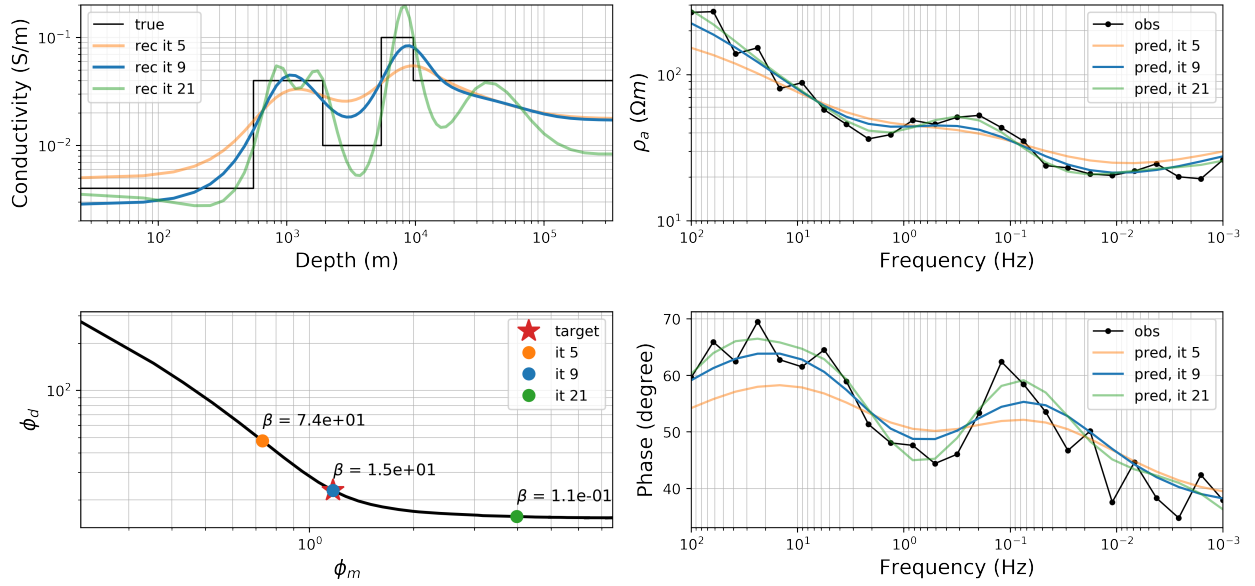 Conductivity (S/m)
10⁻¹
10⁻²
true
rec it 5
rec it 9
rec it 21
10² 10³ 10⁴ 10⁵
Depth (m)
ρₐ (Ωm)
10²
10¹
obs
pred, it 5
pred, it 9
pred, it 21
10² 10¹ 10⁰ 10⁻¹ 10⁻² 10⁻³
Frequency (Hz)
ϕ_d
10²
target
it 5
it 9
it 21
β = 7.4e+01
β = 1.5e+01
β = 1.1e-01
10⁰
ϕₘ
Phase (degree)
70
60
50
40
obs
pred, it 5
pred, it 9
pred, it 21
10² 10¹ 10⁰ 10⁻¹ 10⁻² 10⁻³
Frequency (Hz)